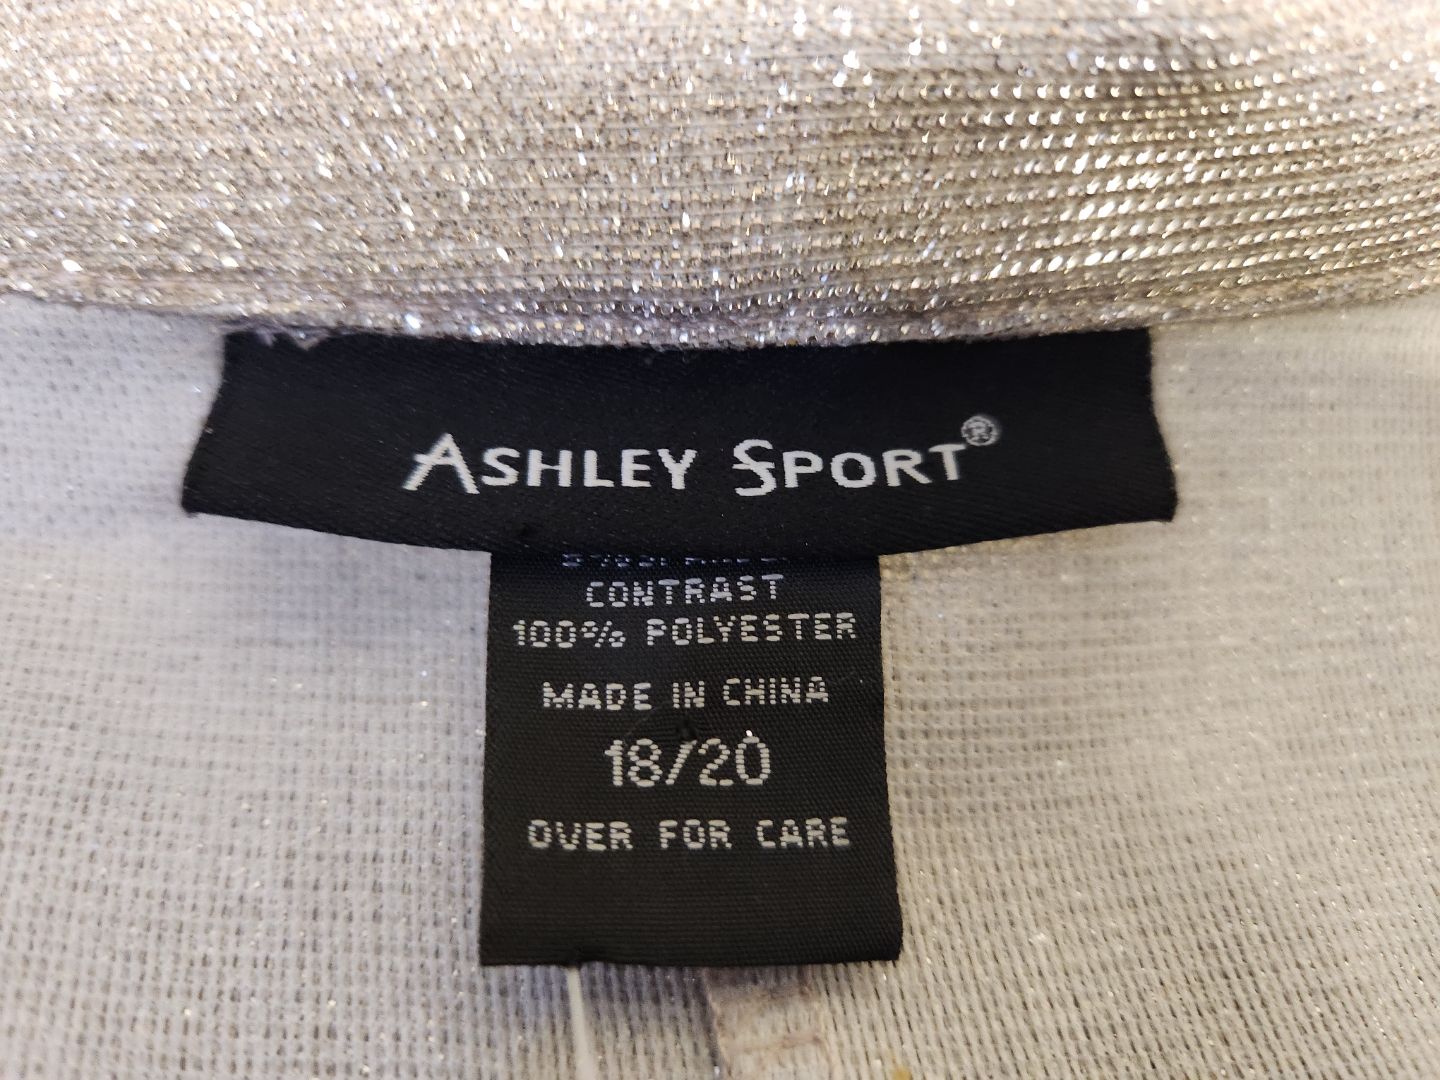 ASHLEY SPORT®
CONTRAST
100% POLYESTER
MADE IN CHINA
18/20
OVER FOR CARE